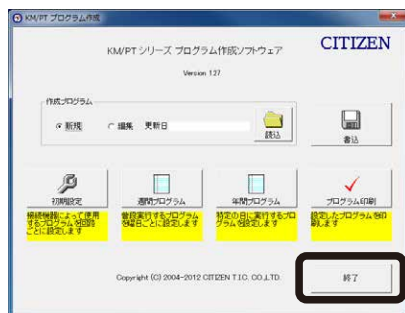 KM/PT プログラム作成
KM/PT シリーズ プログラム作成ソフトウェア
CITIZEN
Version 1.27
作成プログラム
新規
編集
更新日
読込
書込
初期設定
週間プログラム
年間プログラム
プログラム印刷
接続機器によって使用
するプログラムを回路
ごとに設定します
普段実行するプログラム
を曜日ごとに設定します
特定の日に実行するプロ
グラムを設定します
設定したプログラムを印
刷します
Copyright (C) 2004-2012 CITIZEN T.I.C. CO.,LTD.
終了